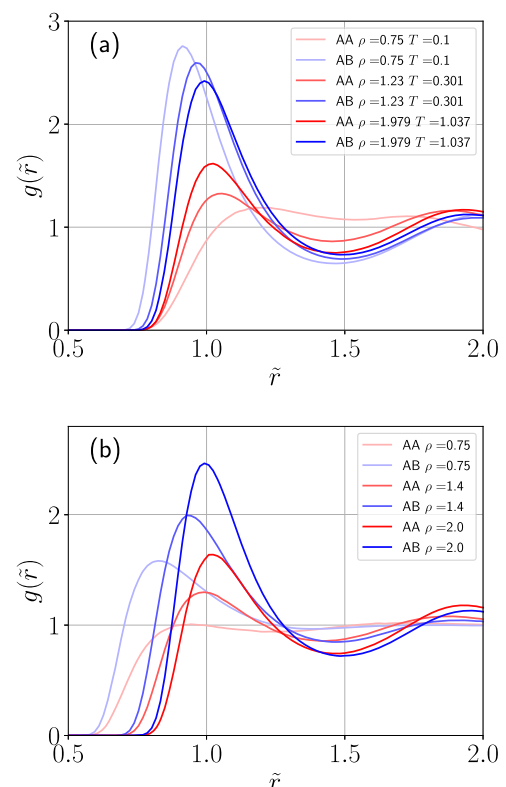 3
(a)
AA ρ =0.75 T =0.1
AB ρ =0.75 T =0.1
AA ρ =1.23 T =0.301
AB ρ =1.23 T =0.301
AA ρ =1.979 T =1.037
AB ρ =1.979 T =1.037
2
g(r̃)
1
0
0.5 1.0 1.5 2.0
r̃
(b)
AA ρ =0.75
AB ρ =0.75
AA ρ =1.4
AB ρ =1.4
AA ρ =2.0
AB ρ =2.0
2
g(r̃)
1
0
0.5 1.0 1.5 2.0
r̃